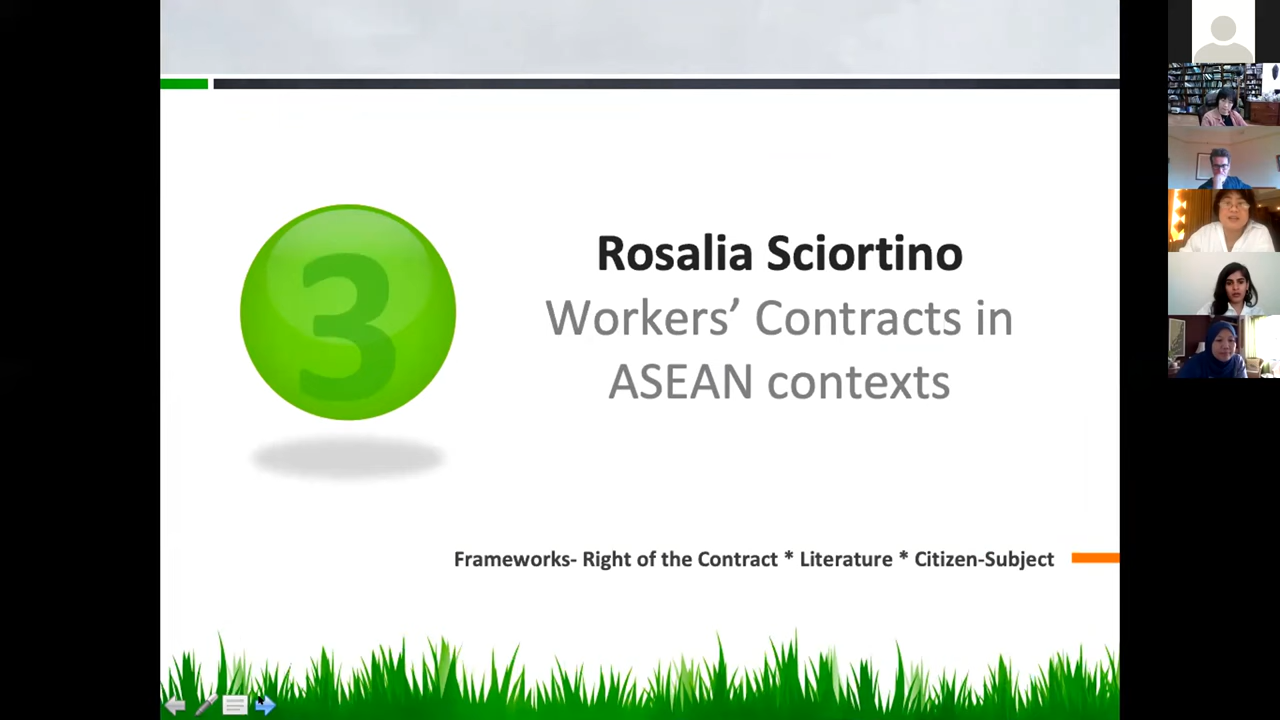 3
Rosalia Sciortino
Workers’ Contracts in
ASEAN contexts
Frameworks- Right of the Contract * Literature * Citizen-Subject